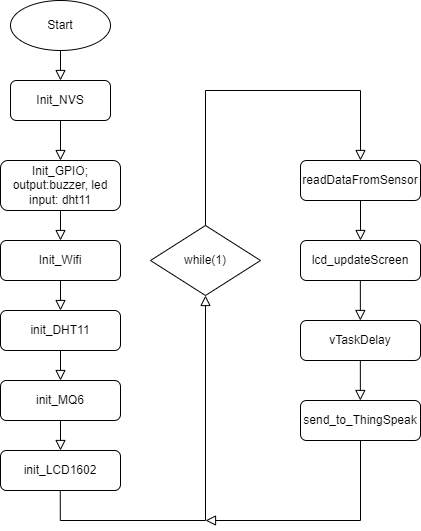 Start
Init_NVS
Init_GPIO;
output:buzzer, led
input: dht11
Init_Wifi
init_DHT11
init_MQ6
init_LCD1602
while(1)
readDataFromSensor
lcd_updateScreen
vTaskDelay
send_to_ThingSpeak